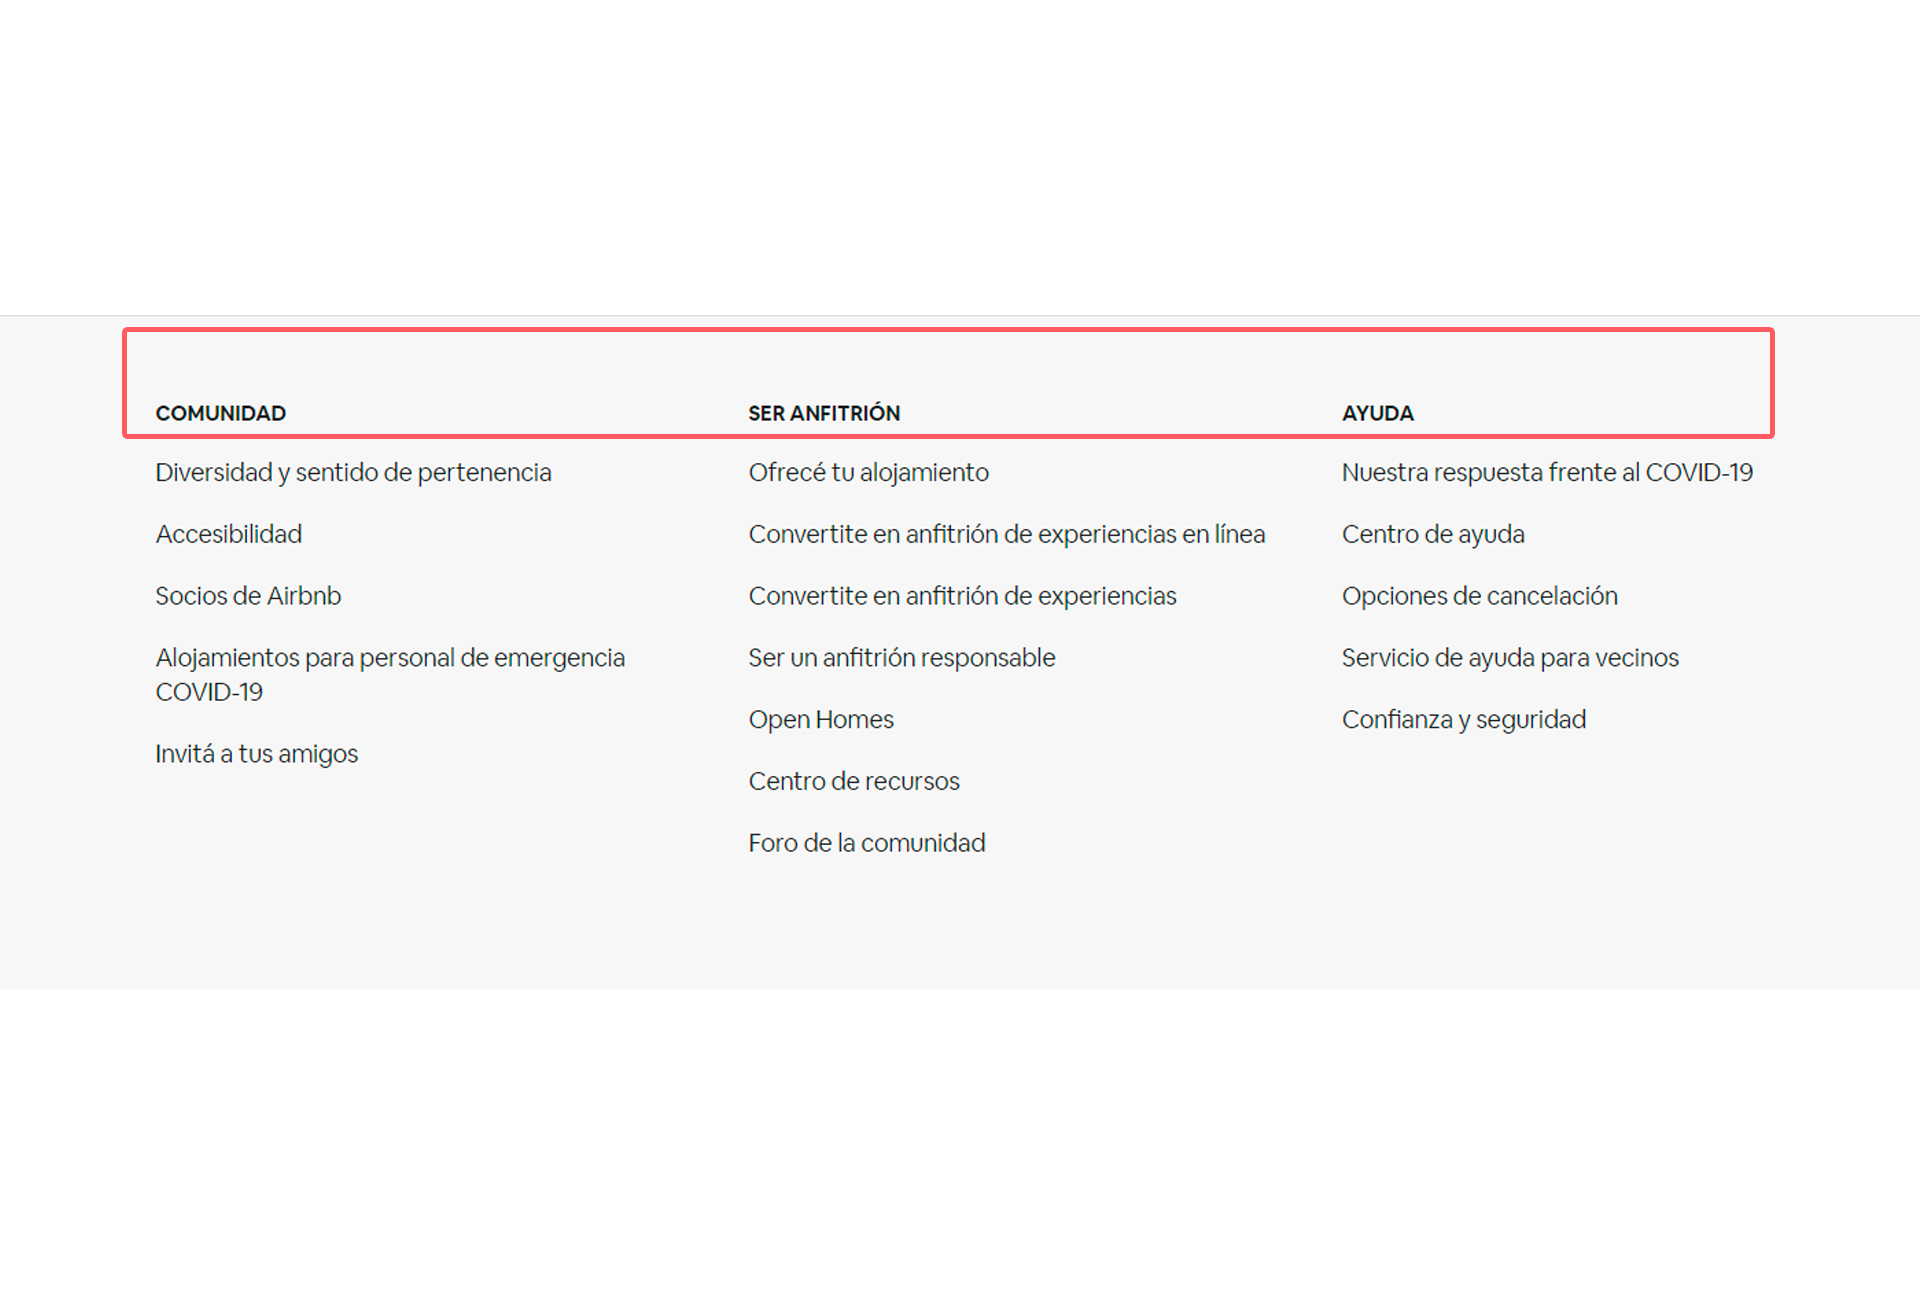 COMUNIDAD
Diversidad y sentido de pertenencia
Accesibilidad
Socios de Airbnb
Alojamientos para personal de emergencia
COVID-19
Invitá a tus amigos
SER ANFITRIÓN
Ofrecé tu alojamiento
Convertite en anfitrión de experiencias en línea
Convertite en anfitrión de experiencias
Ser un anfitrión responsable
Open Homes
Centro de recursos
Foro de la comunidad
AYUDA
Nuestra respuesta frente al COVID-19
Centro de ayuda
Opciones de cancelación
Servicio de ayuda para vecinos
Confianza y seguridad